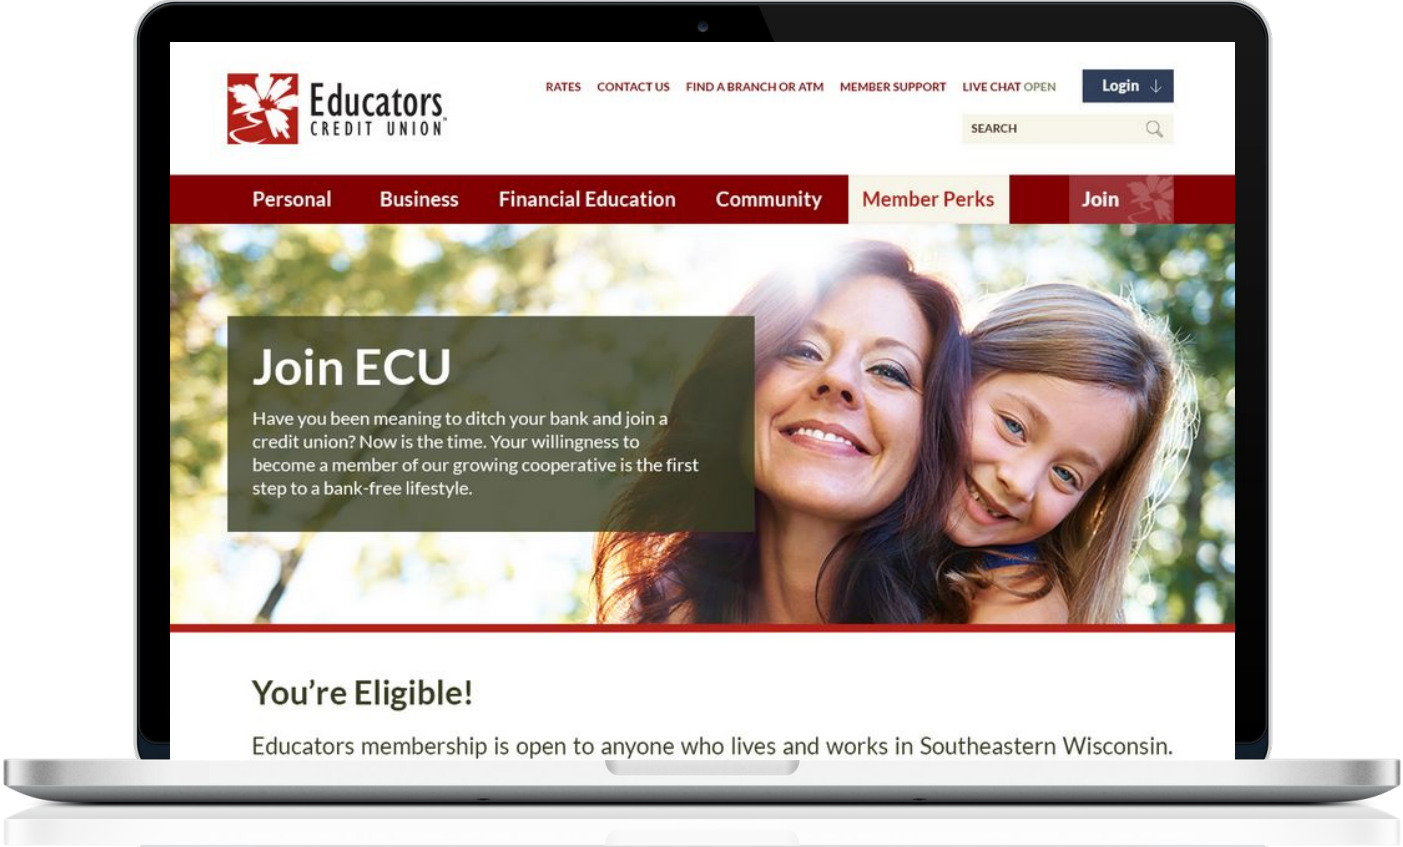 Educators
CREDIT UNION™
RATES CONTACT US FIND A BRANCH OR ATM MEMBER SUPPORT LIVE CHAT OPEN Login
SEARCH
Personal Business Financial Education Community Member Perks Join
Join ECU
Have you been meaning to ditch your bank and join a
credit union? Now is the time. Your willingness to
become a member of our growing cooperative is the first
step to a bank-free lifestyle.
You're Eligible!
Educators membership is open to anyone who lives and works in Southeastern Wisconsin.